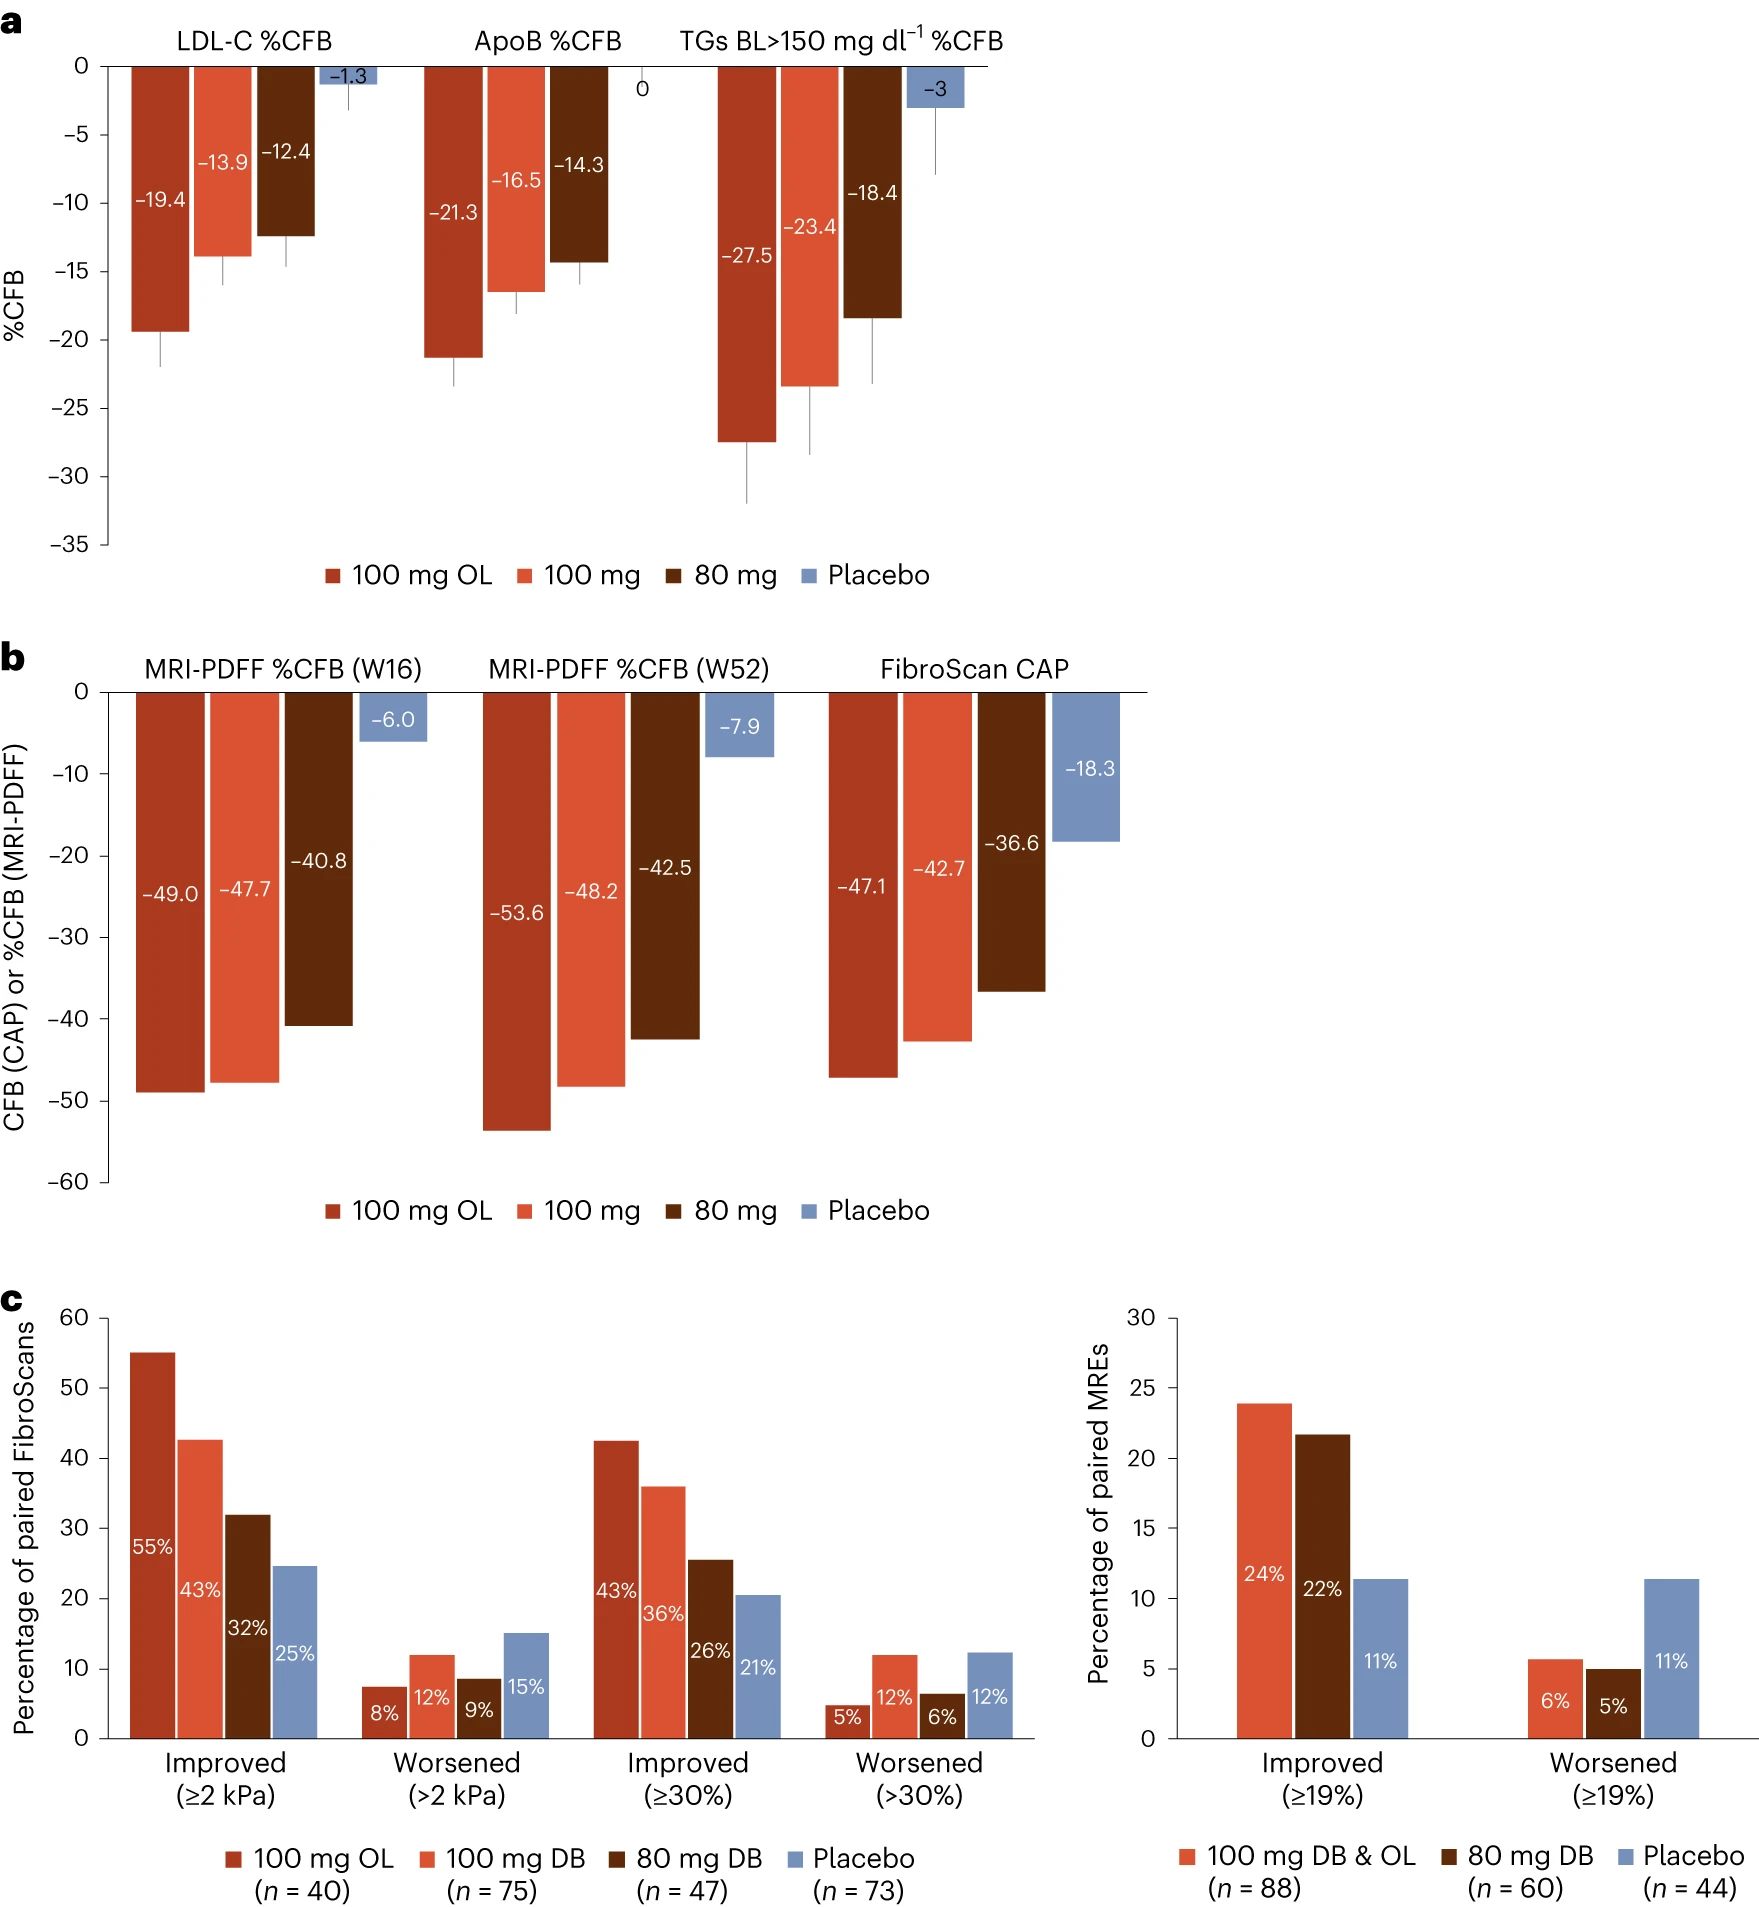 a
LDL-C %CFB
ApoB %CFB
TGs BL>150 mg dl⁻¹ %CFB
%CFB
0
–5
–10
–15
–20
–25
–30
–35
–19.4
–13.9
–12.4
–1.3
–21.3
–16.5
–14.3
0
–27.5
–23.4
–18.4
–3
100 mg OL
100 mg
80 mg
Placebo
b
MRI-PDFF %CFB (W16)
MRI-PDFF %CFB (W52)
FibroScan CAP
CFB (CAP) or %CFB (MRI-PDFF)
0
–10
–20
–30
–40
–50
–60
–49.0
–47.7
–40.8
–6.0
–53.6
–48.2
–42.5
–7.9
–47.1
–42.7
–36.6
–18.3
100 mg OL
100 mg
80 mg
Placebo
c
Percentage of paired FibroScans
60
50
40
30
20
10
0
55%
43%
32%
25%
8%
12%
9%
15%
43%
36%
26%
21%
5%
12%
6%
12%
Improved
(≥2 kPa)
Worsened
(>2 kPa)
Improved
(≥30%)
Worsened
(>30%)
100 mg OL
(n = 40)
100 mg DB
(n = 75)
80 mg DB
(n = 47)
Placebo
(n = 73)
Percentage of paired MREs
30
25
20
15
10
5
0
24%
22%
11%
6%
5%
11%
Improved
(≥19%)
Worsened
(≥19%)
100 mg DB & OL
(n = 88)
80 mg DB
(n = 60)
Placebo
(n = 44)